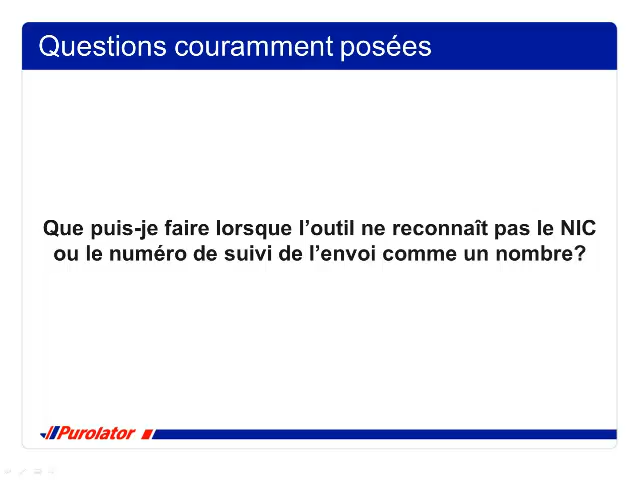 Questions couramment posées
Que puis-je faire lorsque l’outil ne reconnaît pas le NIC
ou le numéro de suivi de l’envoi comme un nombre?
Purolator